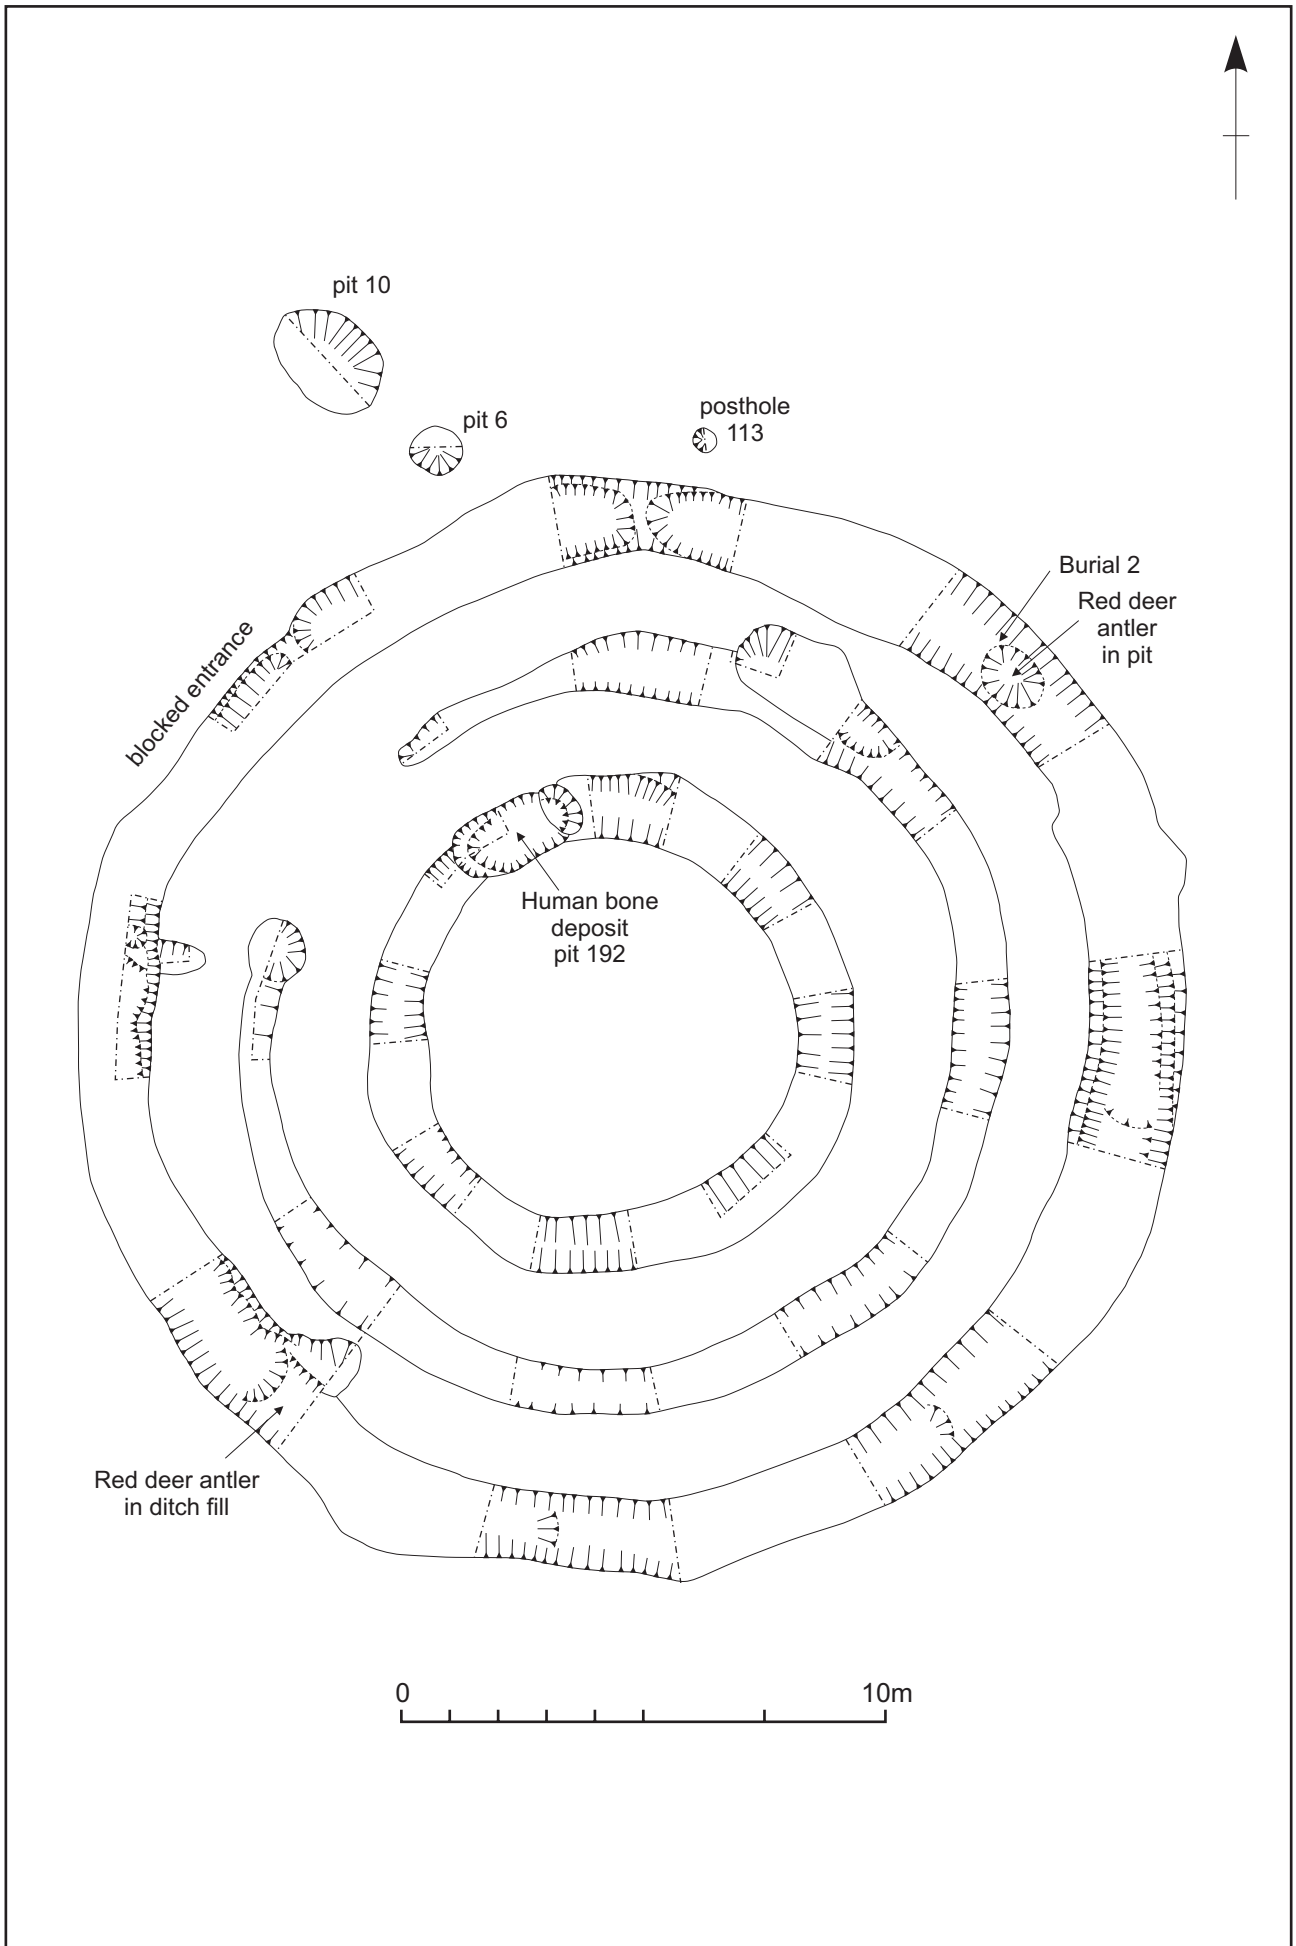 pit 10
pit 6
posthole
113
Burial 2
Red deer
antler
in pit
blocked entrance
Human bone
deposit
pit 192
Red deer antler
in ditch fill
0
10m